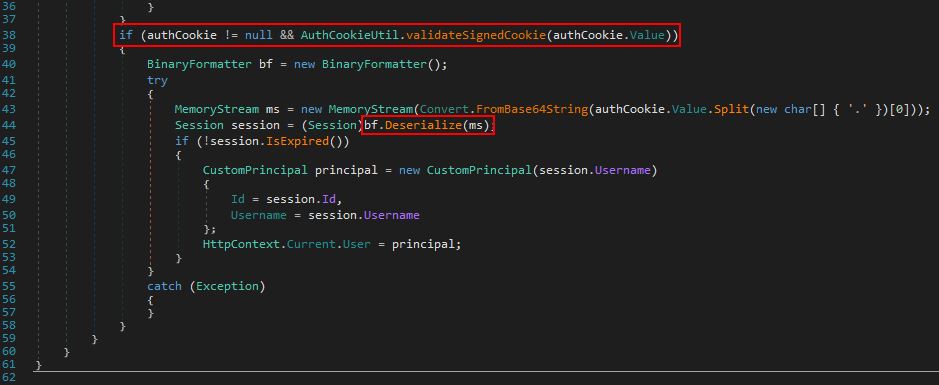 36 }
37 }
38 if (authCookie != null && AuthCookieUtil.validateSignedCookie(authCookie.Value))
39 {
40 BinaryFormatter bf = new BinaryFormatter();
41 try
42 {
43 MemoryStream ms = new MemoryStream(Convert.FromBase64String(authCookie.Value.Split(new char[] { '.' })[0]));
44 Session session = (Session)bf.Deserialize(ms);
45 if (!session.IsExpired())
46 {
47 CustomPrincipal principal = new CustomPrincipal(session.Username)
48 {
49 Id = session.Id,
50 Username = session.Username
51 };
52 HttpContext.Current.User = principal;
53 }
54 }
55 catch (Exception)
56 {
57 }
58 }
59 }
60 }
61 }
62